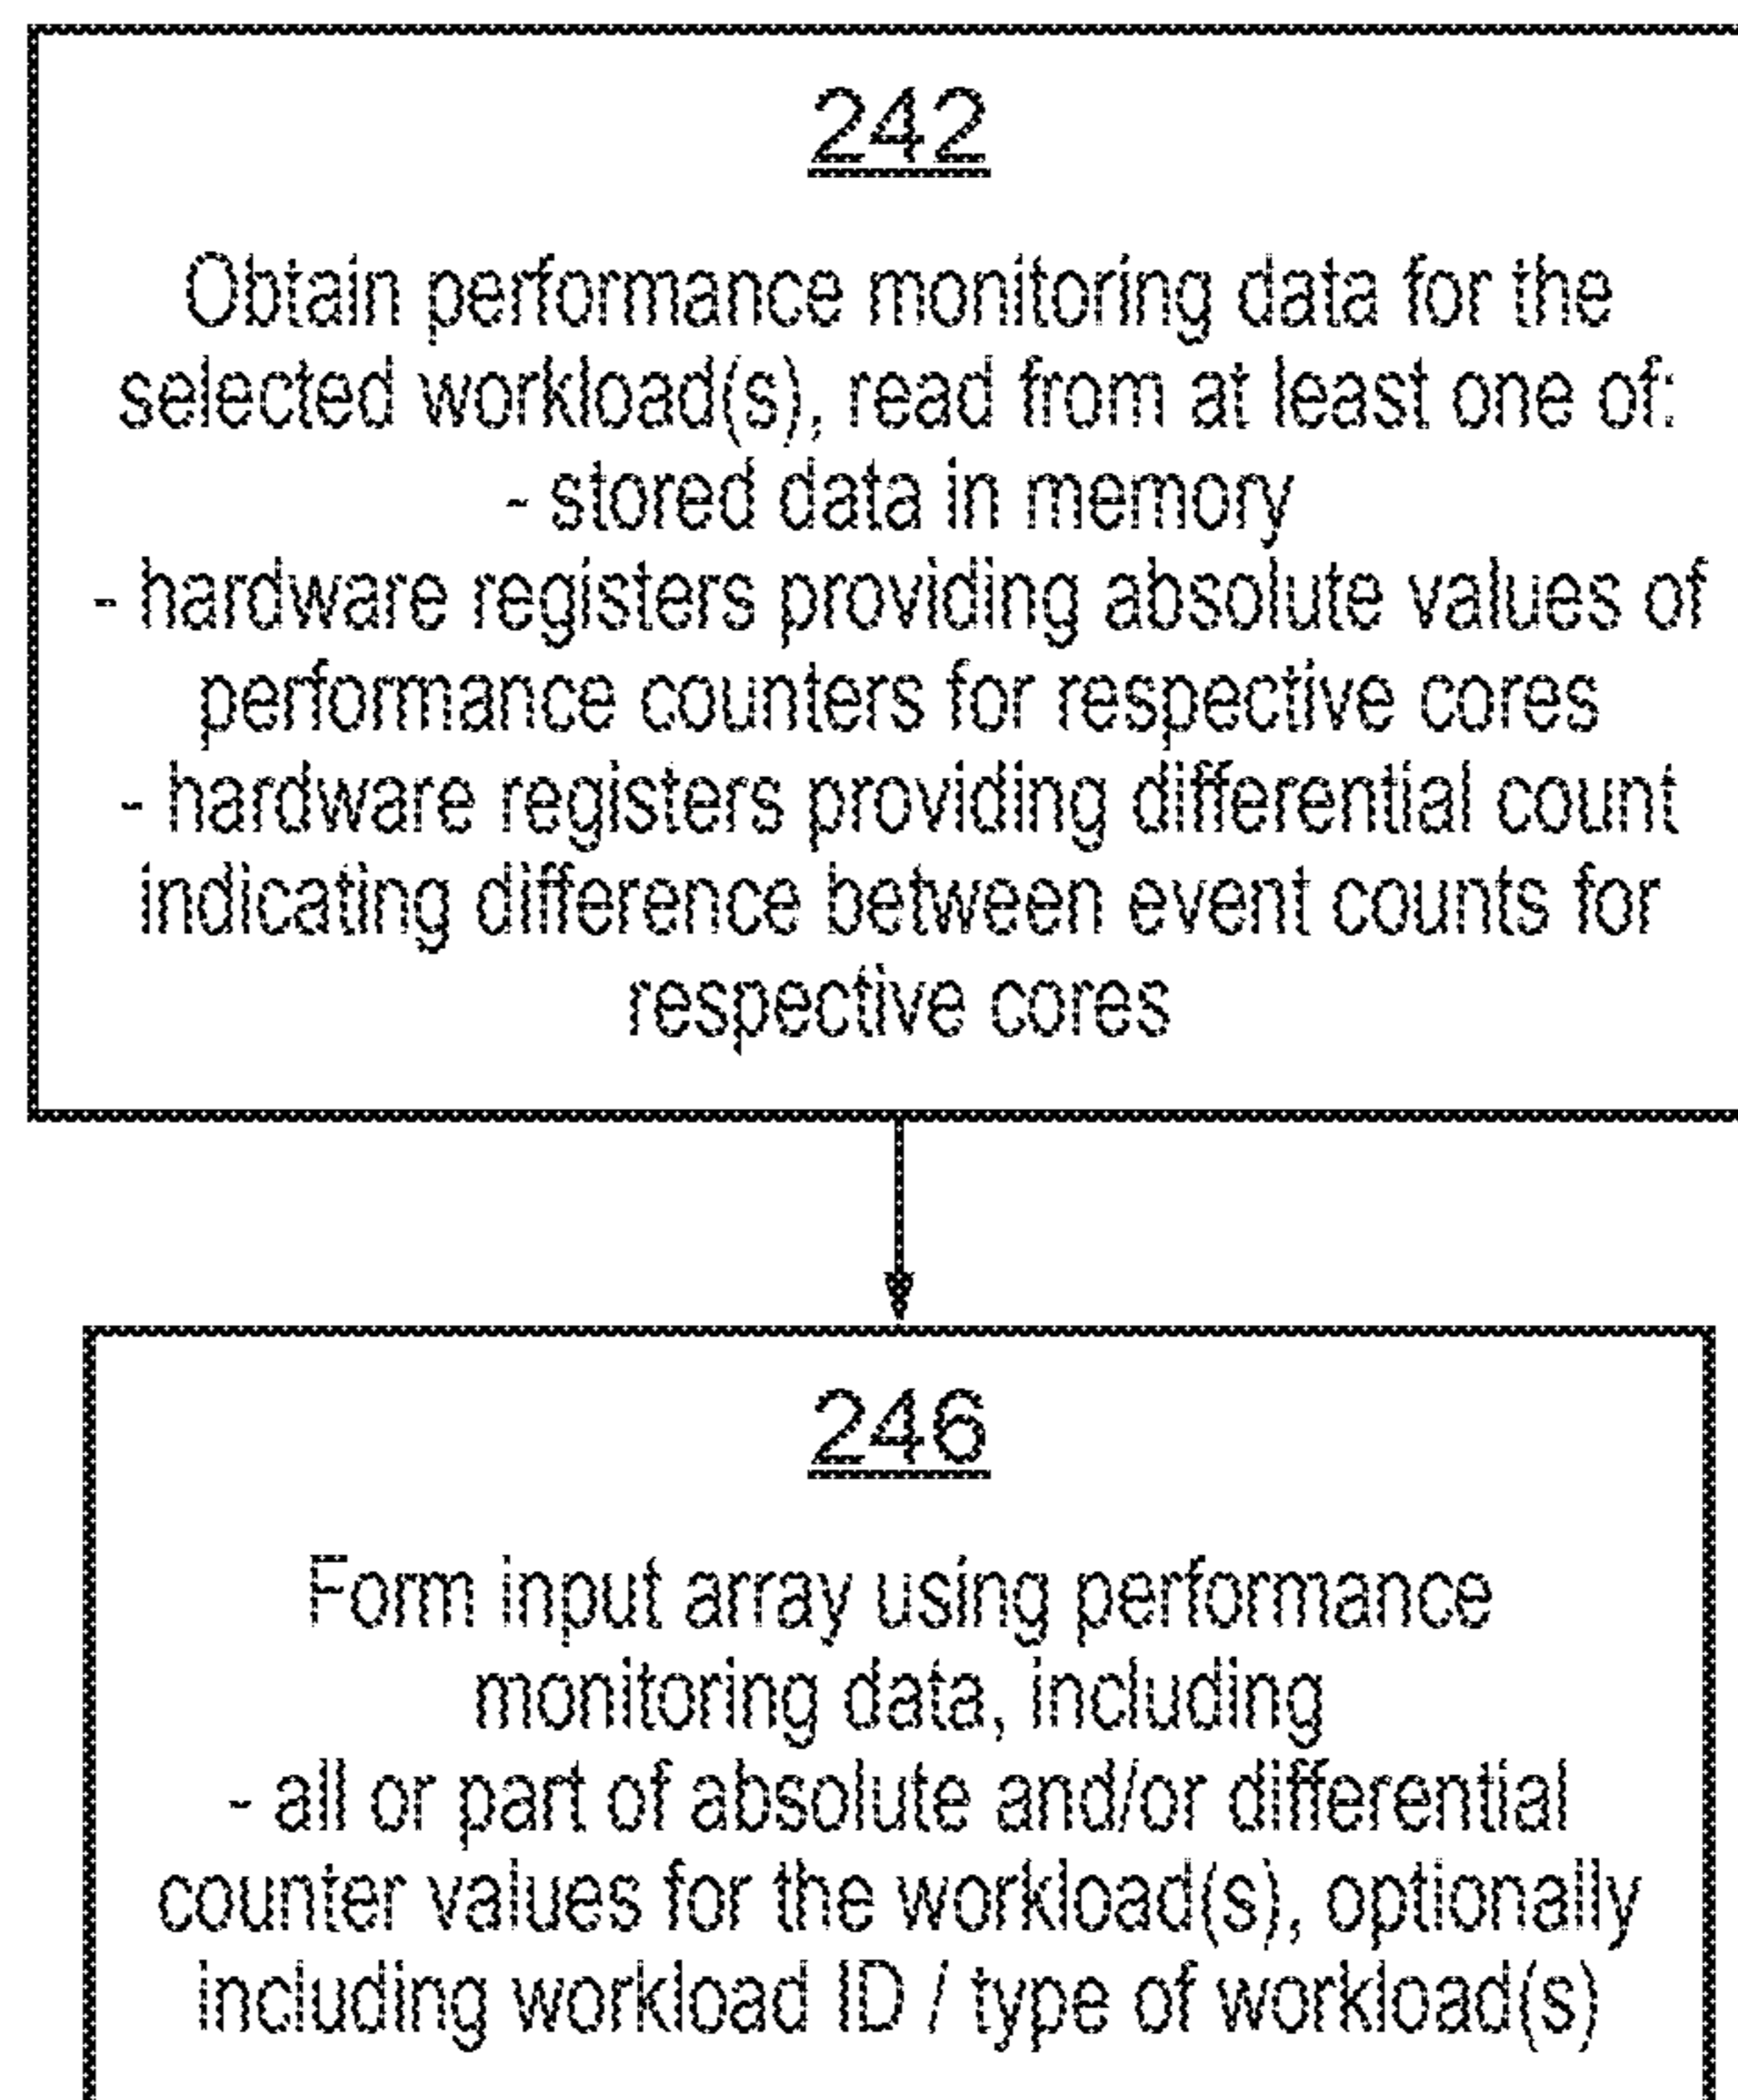 242
Obtain performance monitoring data for the
selected workload(s), read from at least one of:
- stored data in memory
- hardware registers providing absolute values of
performance counters for respective cores
- hardware registers providing differential count
indicating difference between event counts for
respective cores
246
Form input array using performance
monitoring data, including
- all or part of absolute and/or differential
counter values for the workload(s), optionally
including workload ID / type of workload(s)